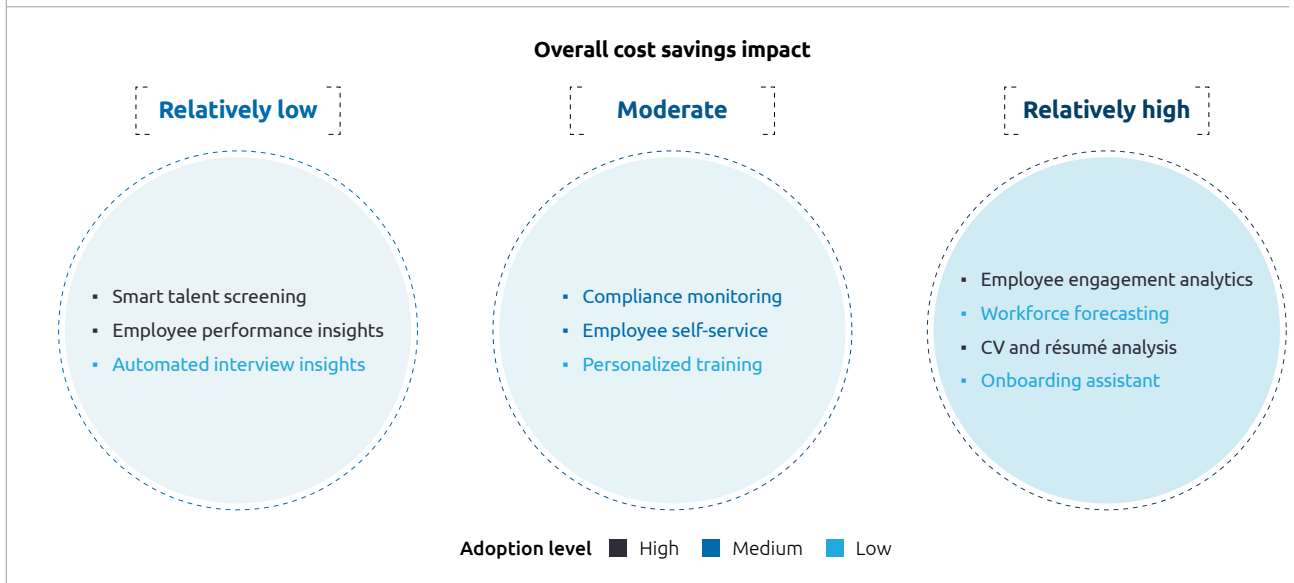 Overall cost savings impact
Relatively low
Moderate
Relatively high
▪ Smart talent screening
▪ Employee performance insights
▪ Automated interview insights
▪ Compliance monitoring
▪ Employee self-service
▪ Personalized training
▪ Employee engagement analytics
▪ Workforce forecasting
▪ CV and résumé analysis
▪ Onboarding assistant
Adoption level High Medium Low